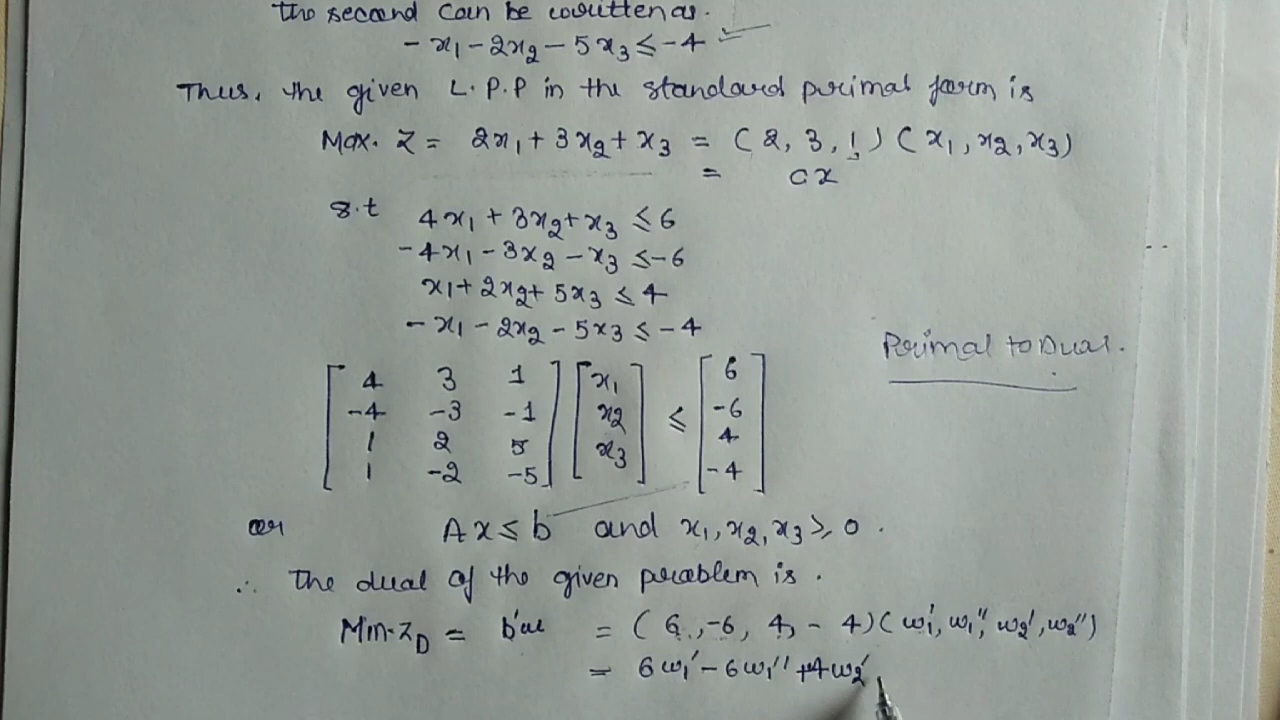 the second can be written as.
- x₁ - 2x₂ - 5x₃ ≤ -4
Thus, the given L.P.P in the standard primal form is
Max. Z = 2x₁ + 3x₂ + x₃ = (2, 3, 1) (x₁, x₂, x₃)
= cx
s.t 4x₁ + 3x₂ + x₃ ≤ 6
-4x₁ - 3x₂ - x₃ ≤ -6
x₁ + 2x₂ + 5x₃ ≤ 4
- x₁ - 2x₂ - 5x₃ ≤ -4
Primal to Dual.
[ 4 3 1 ] [ x₁ ] [ 6 ]
[ -4 -3 -1 ] [ x₂ ] ≤ [ -6 ]
[ 1 2 5 ] [ x₃ ] [ 4 ]
[ 1 -2 -5 ] [ -4 ]
or Ax ≤ b and x₁, x₂, x₃ ≥ 0.
∴ the dual of the given problem is.
Min. Z_D = b'w = (6, -6, 4, -4) (w₁', w₁'', w₂', w₂'')
= 6w₁' - 6w₁'' + 4w₂'